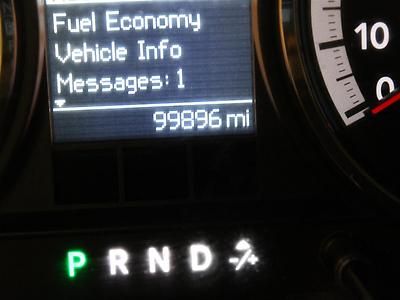 Fuel Economy
Vehicle Info
Messages: 1
99896 mi
10
0
P R N D -/+